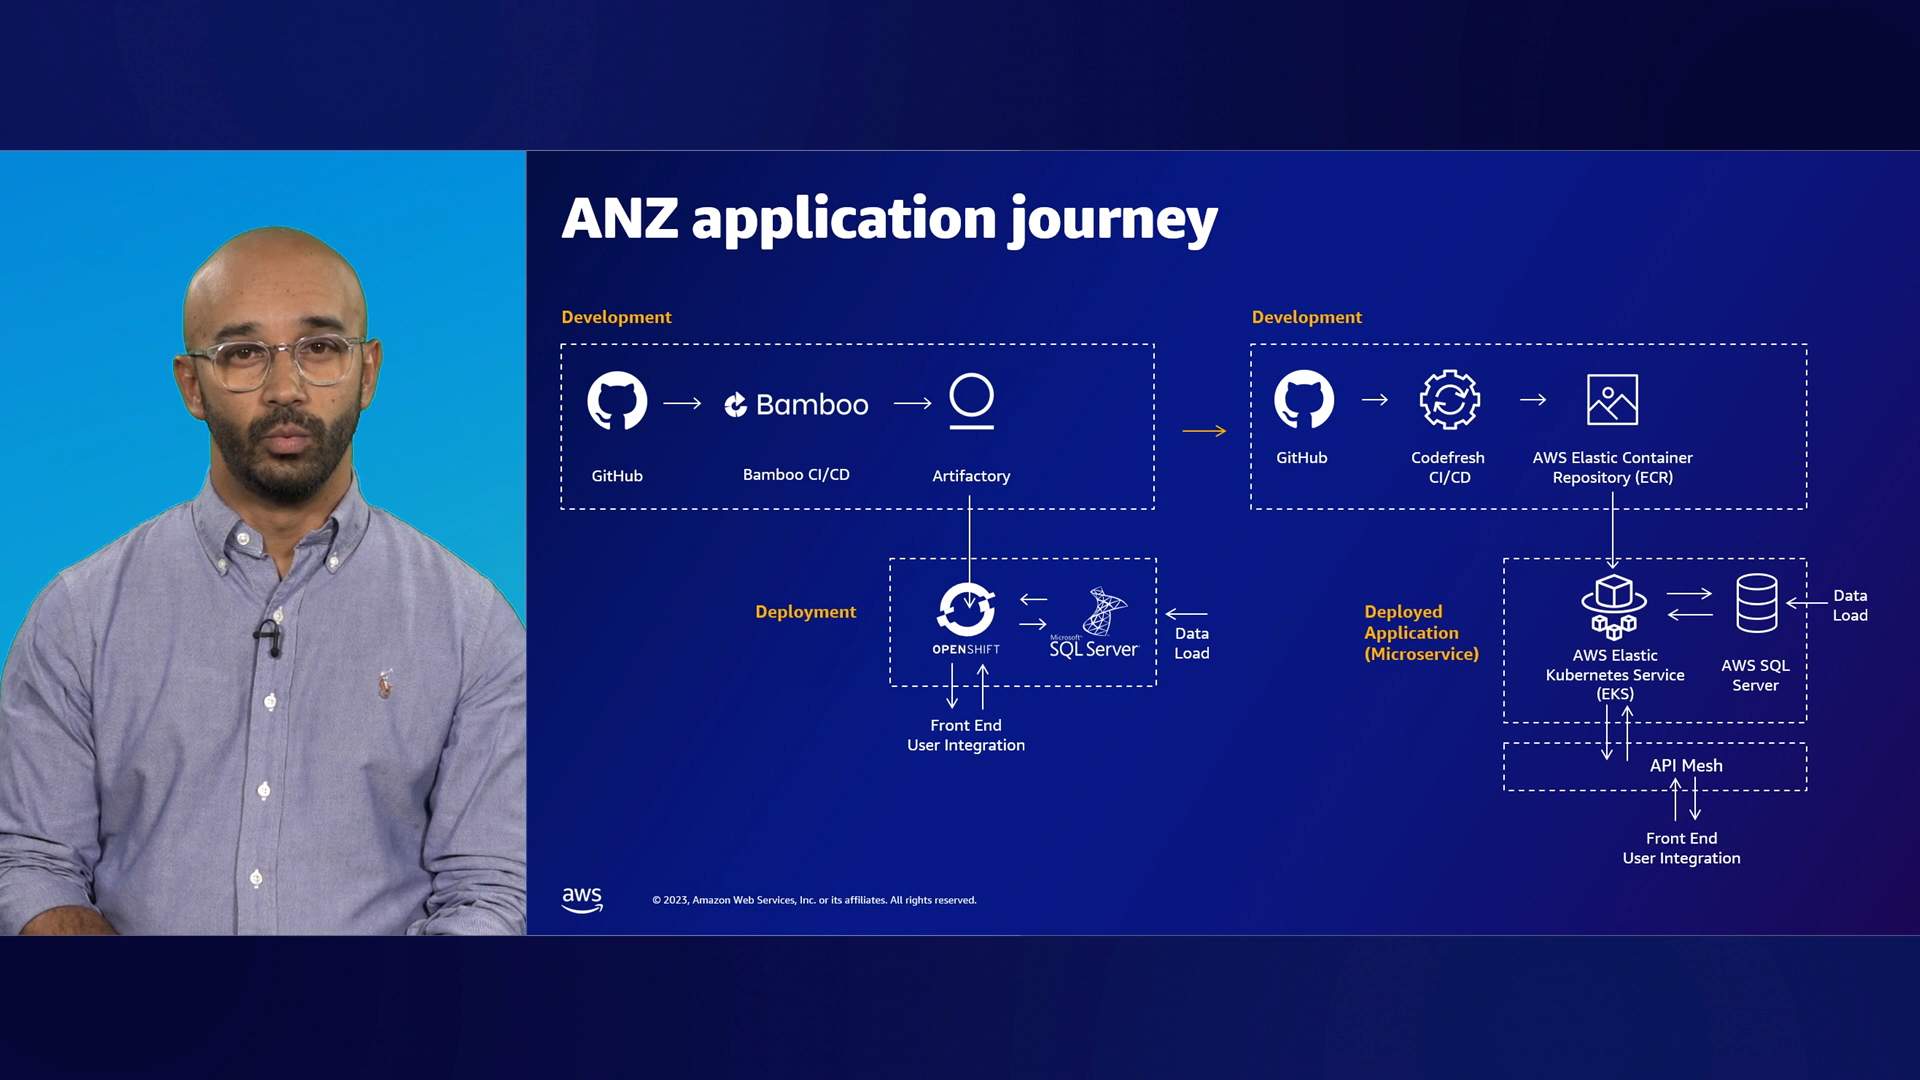 ANZ application journey
Development
Bamboo
GitHub
Bamboo CI/CD
Artifactory
Deployment
OPENSHIFT
Microsoft®
SQL Server
Data
Load
Front End
User Integration
Development
GitHub
Codefresh
CI/CD
AWS Elastic Container
Repository (ECR)
Deployed
Application
(Microservice)
AWS Elastic
Kubernetes Service
(EKS)
AWS SQL
Server
Data
Load
API Mesh
Front End
User Integration
aws
© 2023, Amazon Web Services, Inc. or its affiliates. All rights reserved.